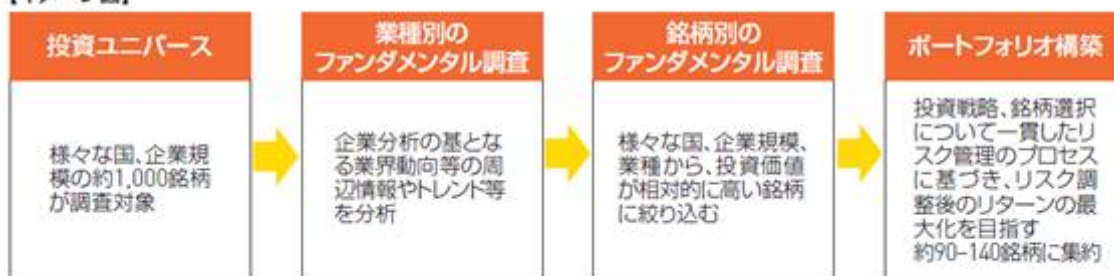 投資ユニバース
様々な国、企業規
模の約1,000銘柄
が調査対象
業種別の
ファンダメンタル調査
企業分析の基とな
る業界動向等の周
辺情報やトレンド等
を分析
銘柄別の
ファンダメンタル調査
様々な国、企業規模、
業種から、投資価値
が相対的に高い銘柄
に絞り込む
ポートフォリオ構築
投資戦略、銘柄選択
について一貫したリ
スク管理のプロセス
に基づき、リスク調
整後のリターンの最
大化を目指す
約90-140銘柄に集約